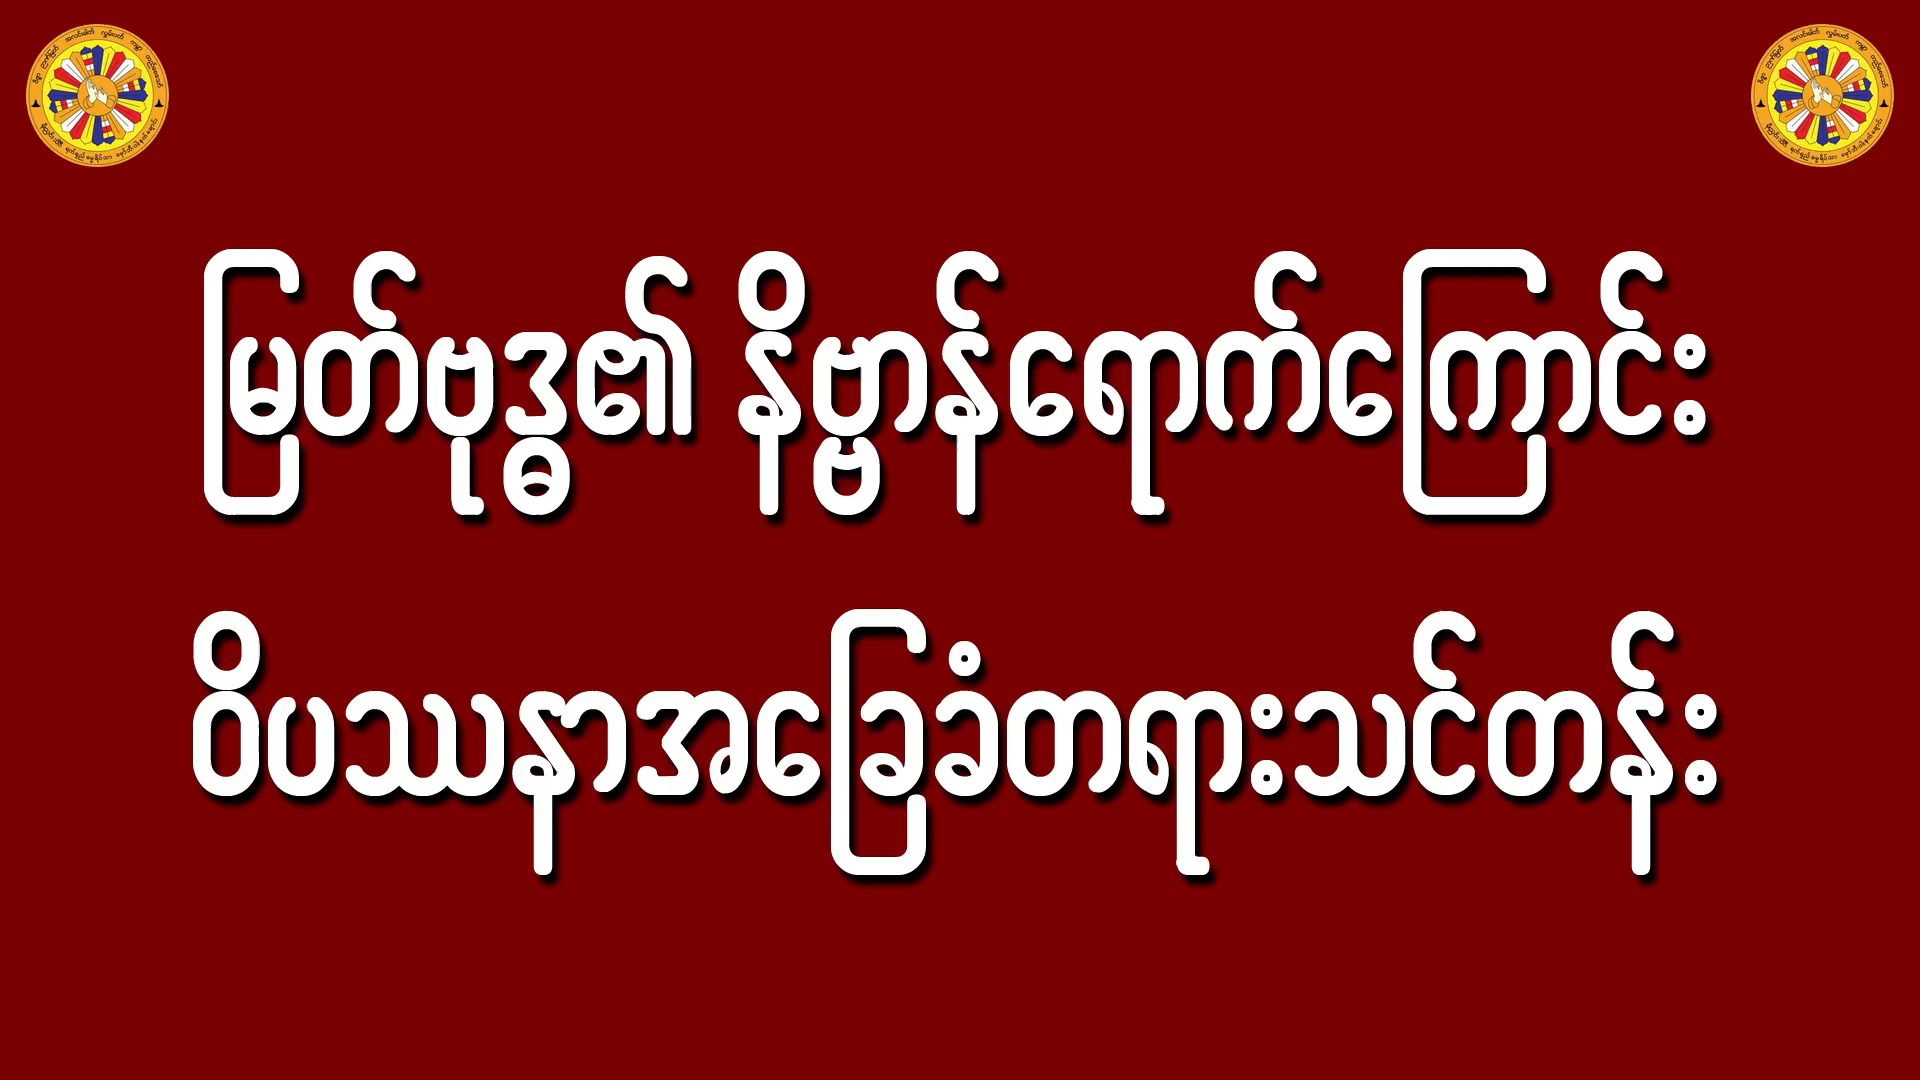 မြတ်ဗုဒ္ဓ၏ နိဗ္ဗာန်ရောက်ကြောင်း
ဝိပဿနာအခြေခံတရားသင်တန်း